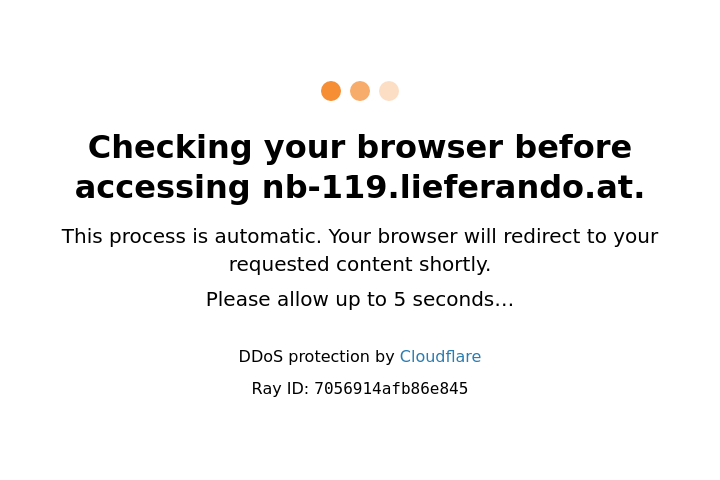 Checking your browser before
accessing nb-119.lieferando.at.
This process is automatic. Your browser will redirect to your
requested content shortly.
Please allow up to 5 seconds…
DDoS protection by Cloudflare
Ray ID: 7056914afb86e845